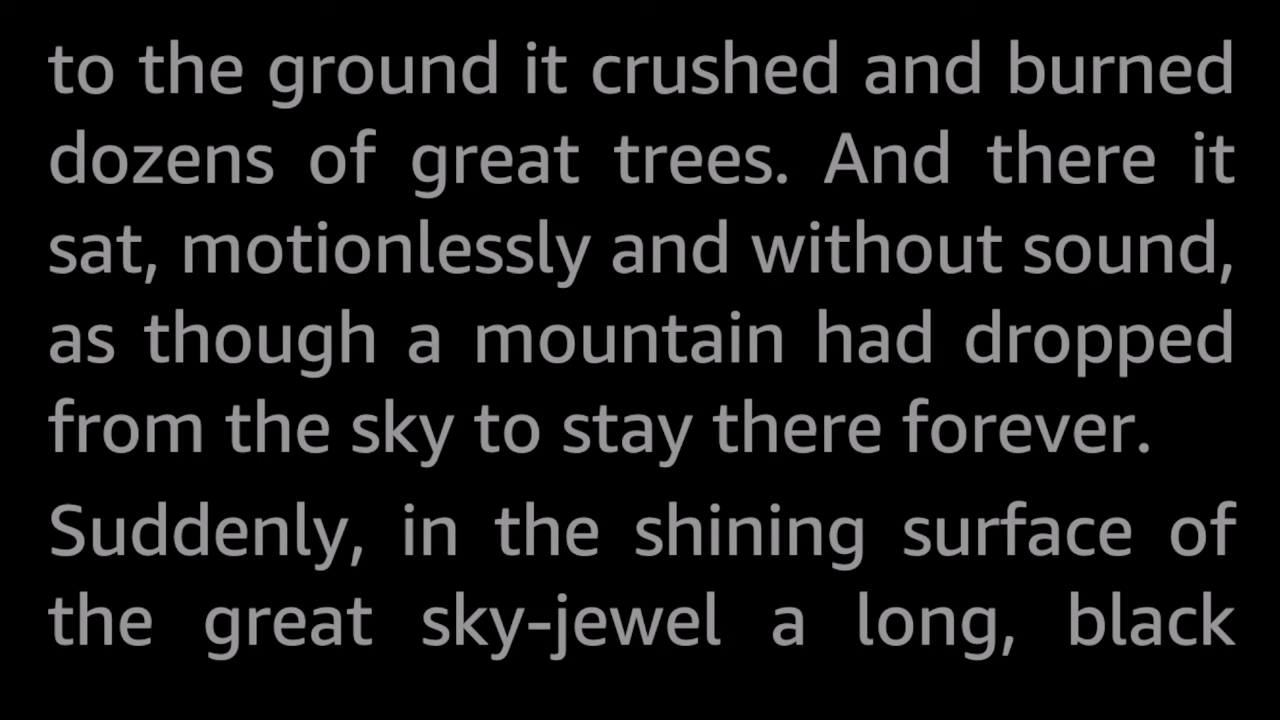 to the ground it crushed and burned
dozens of great trees. And there it
sat, motionlessly and without sound,
as though a mountain had dropped
from the sky to stay there forever.
Suddenly, in the shining surface of
the great sky-jewel a long, black